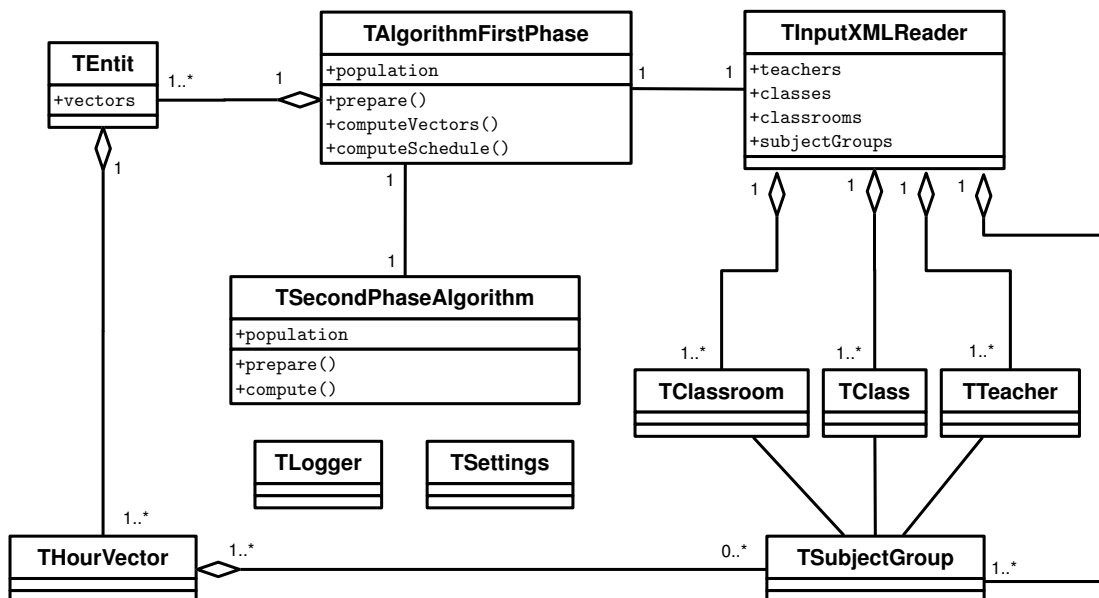 TEntit
+vectors
1..*
1
TAlgorithmFirstPhase
+population
+prepare()
+computeVectors()
+computeSchedule()
1
1
TInputXMLReader
+teachers
+classes
+classrooms
+subjectGroups
1
1
1
1
1
1
1
TSecondPhaseAlgorithm
+population
+prepare()
+compute()
1..*
1..*
1..*
TClassroom
TClass
TTeacher
TLogger
TSettings
1..*
THourVector
1..*
0..*
TSubjectGroup
1..*